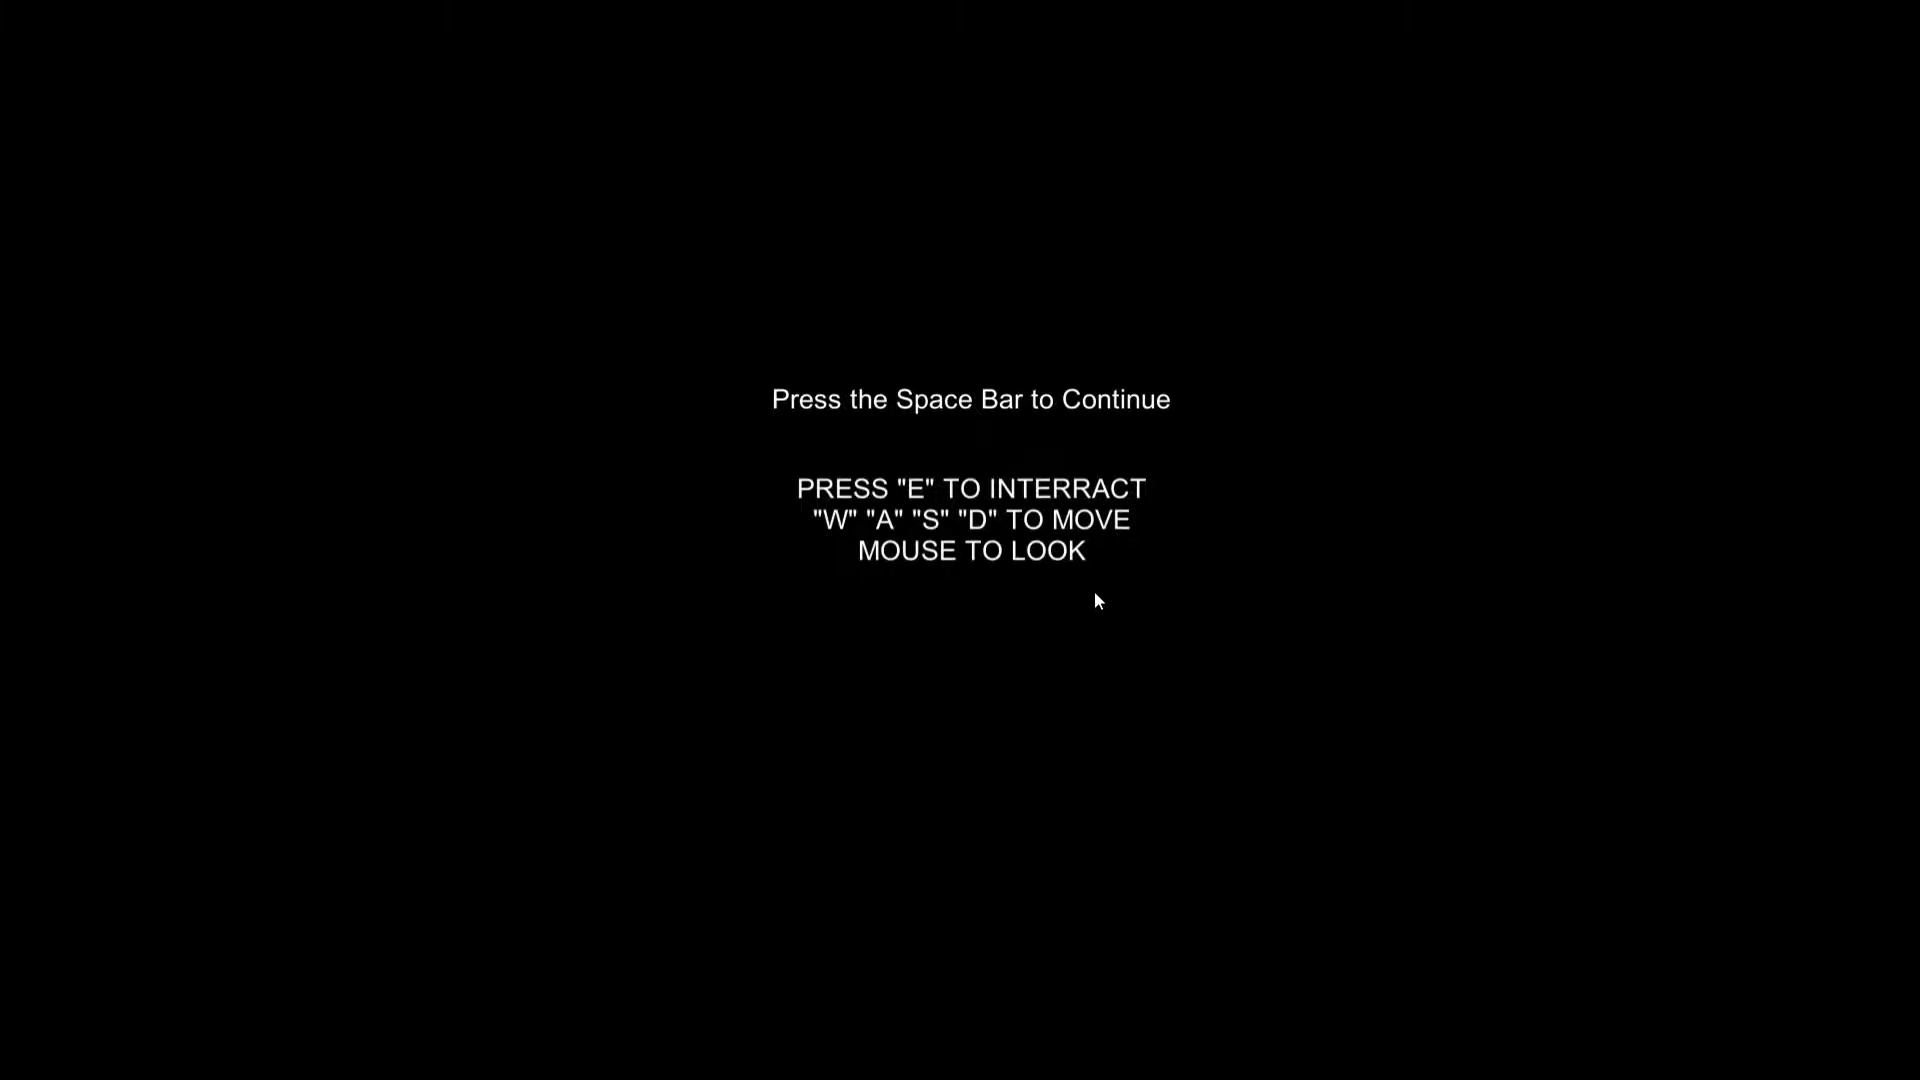 Press the Space Bar to Continue
PRESS "E" TO INTERRACT
"W" "A" "S" "D" TO MOVE
MOUSE TO LOOK